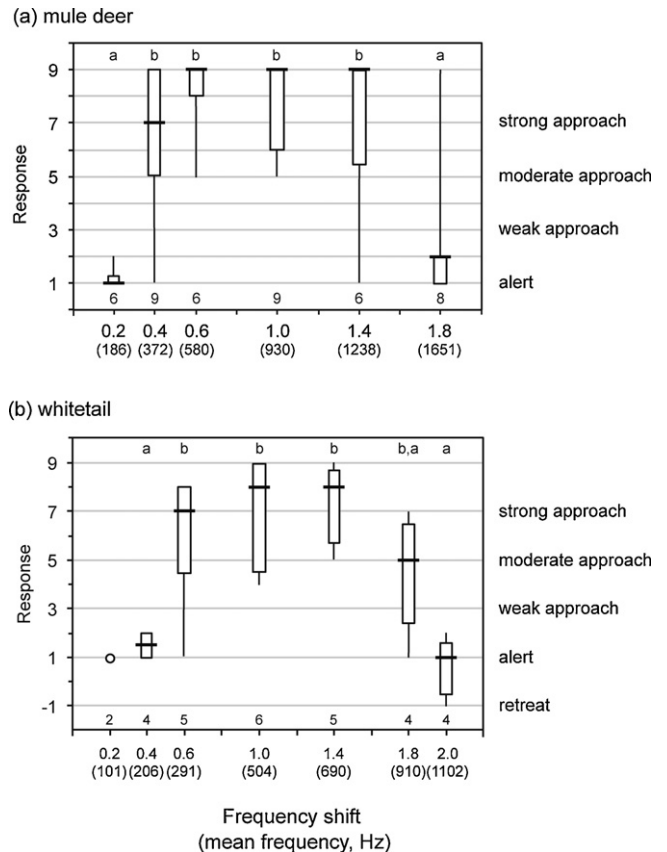 (a) mule deer
a b b b b a
9
7
5
3
1
Response
strong approach
moderate approach
weak approach
alert
6 9 6 9 6 8
0.2 0.4 0.6 1.0 1.4 1.8
(186) (372) (580) (930) (1238) (1651)
(b) whitetail
a b b b b,a a
9
7
5
3
1
-1
Response
strong approach
moderate approach
weak approach
alert
retreat
2 4 5 6 5 4 4
0.2 0.4 0.6 1.0 1.4 1.8 2.0
(101) (206) (291) (504) (690) (910) (1102)
Frequency shift
(mean frequency, Hz)